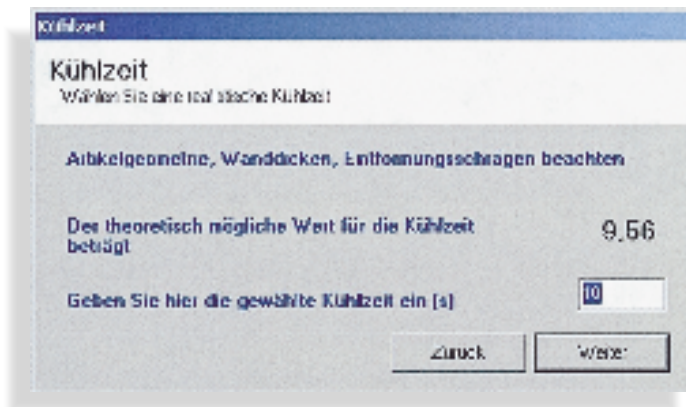 Kühlzeit
Kühlzeit
Wählen Sie eine realistische Kühlzeit
Artikelgeometrie, Wanddicken, Entformungsschrägen beachten
Der theoretisch mögliche Wert für die Kühlzeit 9,56
beträgt
Geben Sie hier die gewählte Kühlzeit ein [s] 10
Zurück Weiter